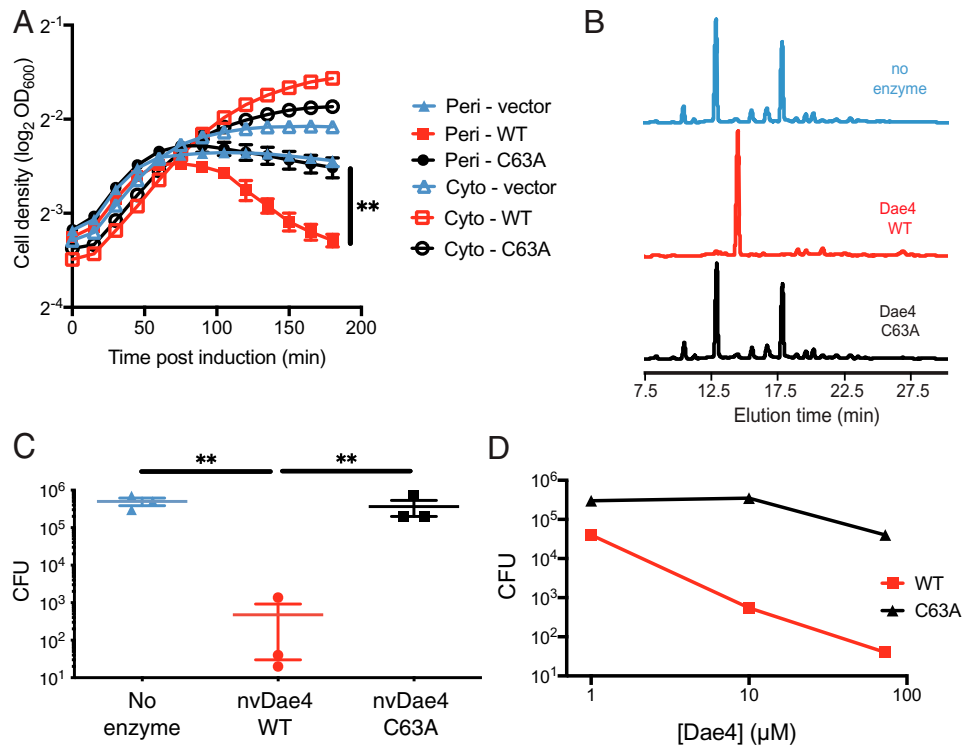 A
Cell density (log2 OD600)
2-1
2-2
2-3
2-4
0
50
100
150
200
Time post induction (min)
**
Peri - vector
Peri - WT
Peri - C63A
Cyto - vector
Cyto - WT
Cyto - C63A
B
no
enzyme
Dae4
WT
Dae4
C63A
7.5
12.5
17.5
22.5
27.5
Elution time (min)
C
**
**
CFU
10^6
10^5
10^4
10^3
10^2
10^1
No
enzyme
nvDae4
WT
nvDae4
C63A
D
CFU
10^6
10^5
10^4
10^3
10^2
10^1
1
10
100
[Dae4] (µM)
WT
C63A